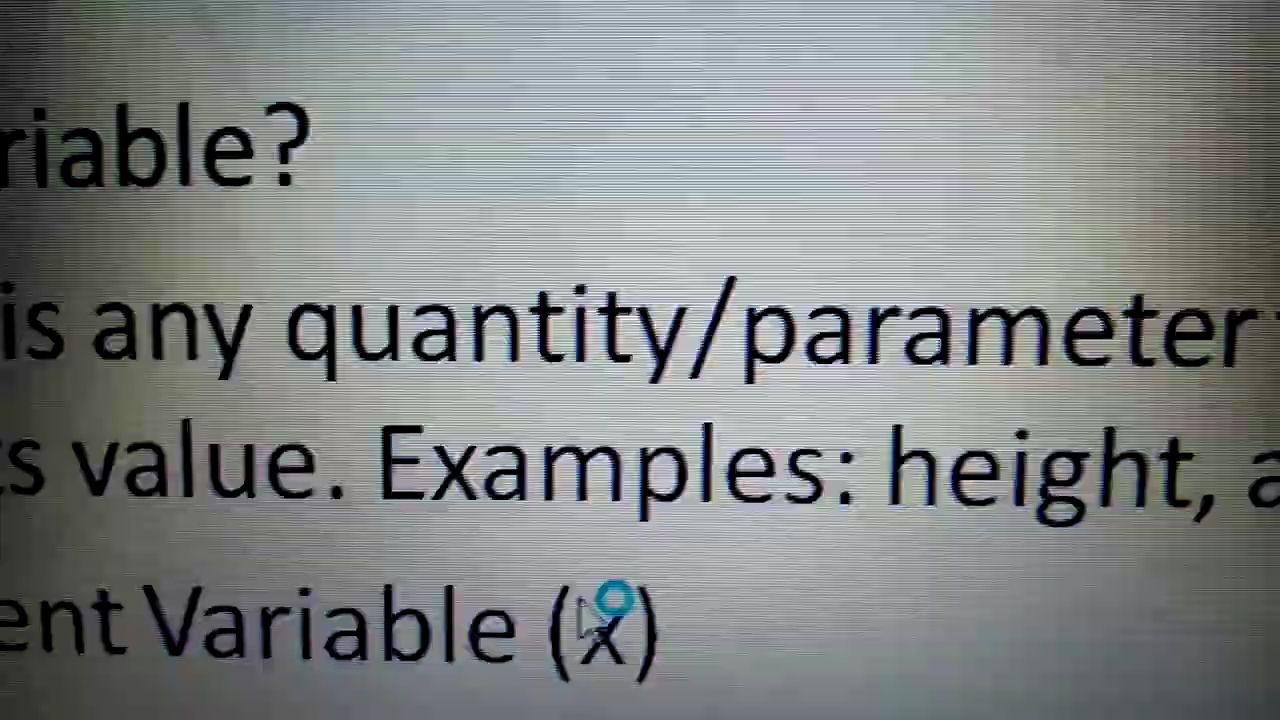 riable?
is any quantity/parameter
s value. Examples: height, a
ent Variable (x)